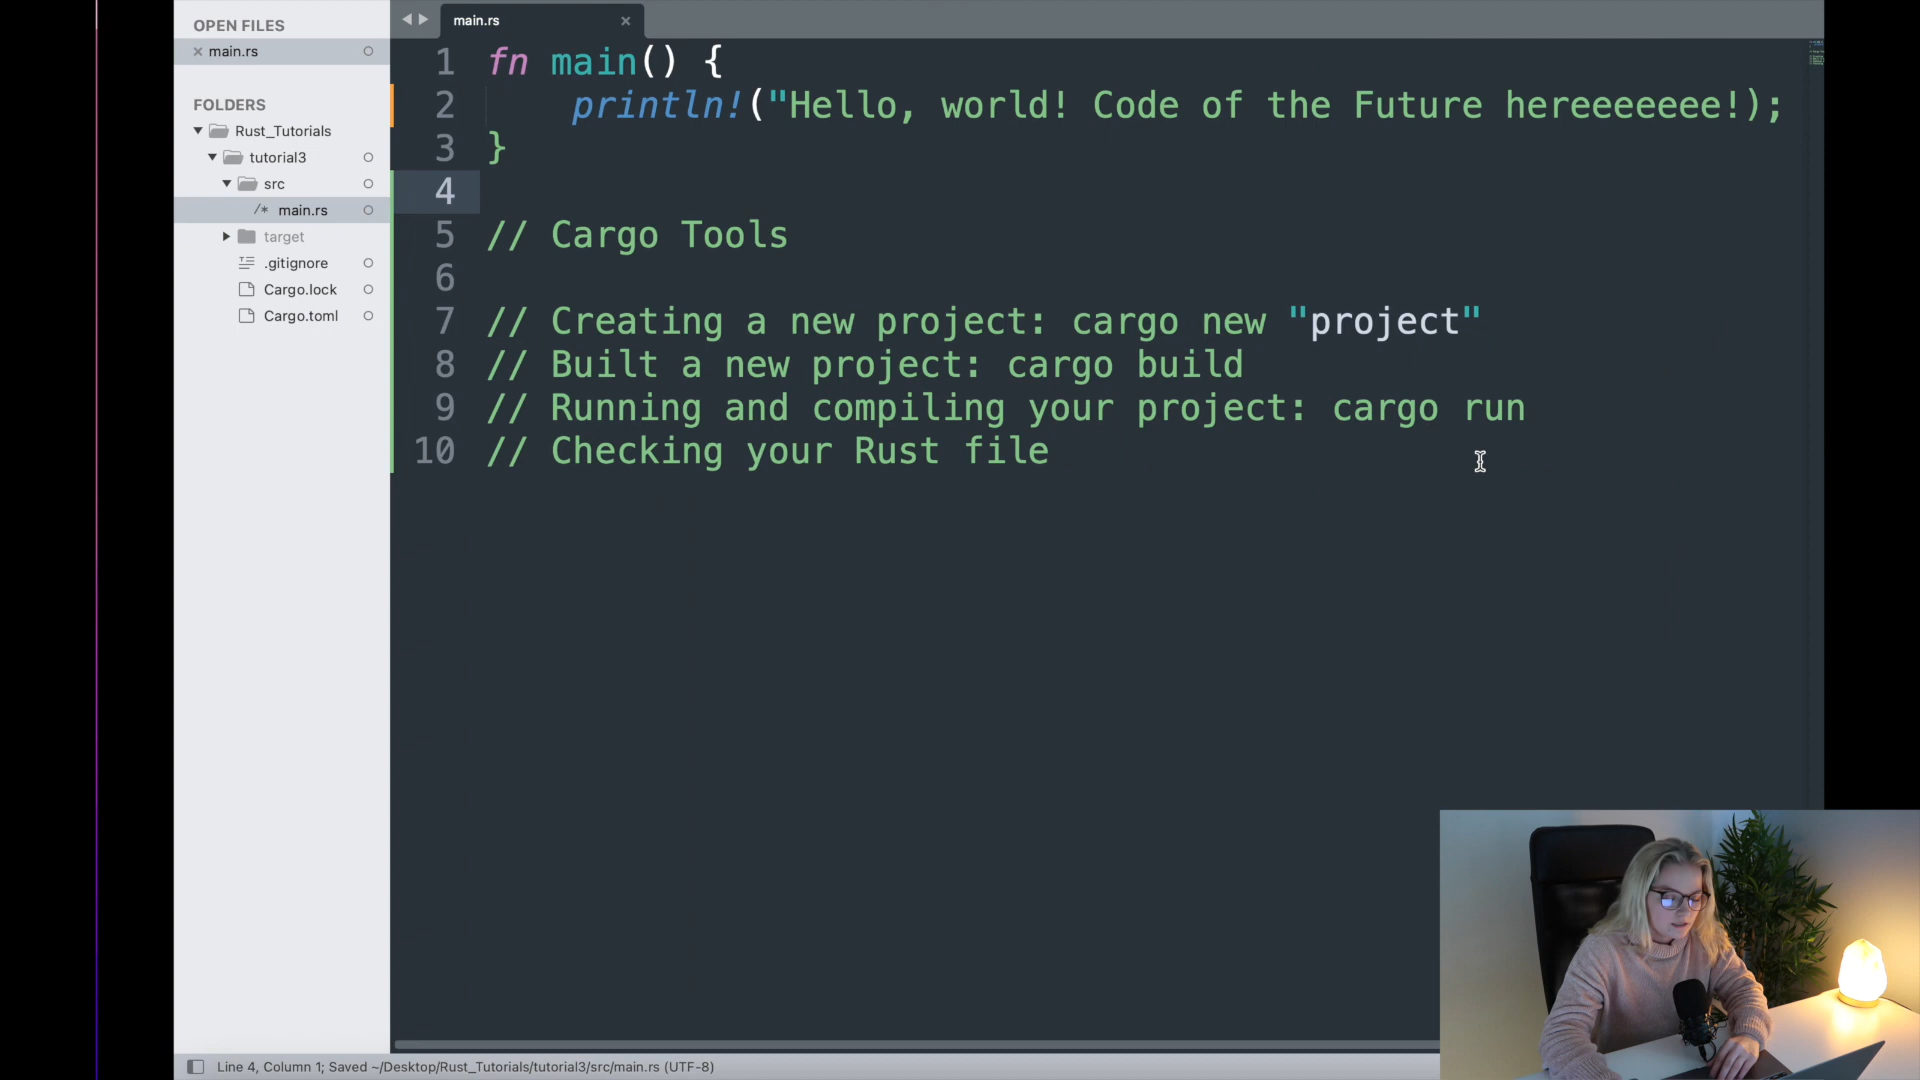 OPEN FILES
main.rs
FOLDERS
Rust_Tutorials
tutorial3
src
/* main.rs
target
.gitignore
Cargo.lock
Cargo.toml
main.rs
1 fn main() {
2 println!("Hello, world! Code of the Future hereeeeeee!);
3 }
4
5 // Cargo Tools
6
7 // Creating a new project: cargo new "project"
8 // Built a new project: cargo build
9 // Running and compiling your project: cargo run
10 // Checking your Rust file
Line 4, Column 1; Saved ~/Desktop/Rust_Tutorials/tutorial3/src/main.rs (UTF-8)